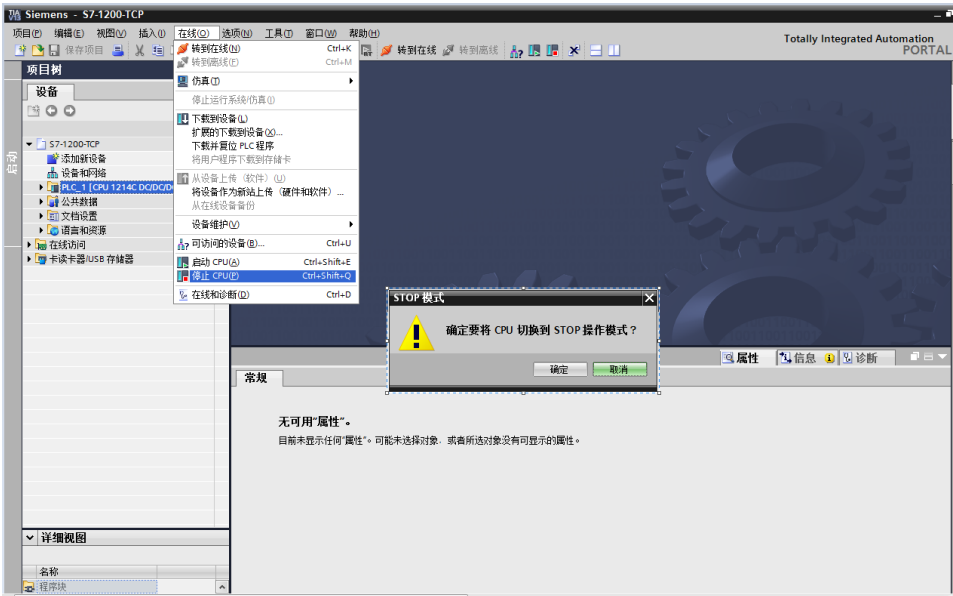 Siemens - S7-1200-TCP
项目(P) 编辑(E) 视图(V) 插入(I) 在线(O) 选项(N) 工具(T) 窗口(W) 帮助(H)
Totally Integrated Automation
PORTAL
保存项目
转到在线
转到离线
项目树
设备
启动
S7-1200-TCP
添加新设备
设备和网络
PLC_1 [CPU 1214C DC/DC/D
公共数据
文档设置
语言和资源
在线访问
卡读卡器/USB 存储器
转到在线(N) Ctrl+K
转到离线(F) Ctrl+M
仿真(T)
停止运行系统/仿真(I)
下载到设备(L)
扩展的下载到设备(X)...
下载并复位 PLC 程序
将用户程序下载到存储卡
从设备上传（软件）(U)
将设备作为新站上传（硬件和软件）...
从在线设备备份
设备维护(V)
可访问的设备(B)... Ctrl+U
启动 CPU(A) Ctrl+Shift+E
停止 CPU(P) Ctrl+Shift+Q
在线和诊断(D) Ctrl+D
STOP 模式
确定要将 CPU 切换到 STOP 操作模式？
确定 取消
属性 信息 诊断
常规
无可用“属性”。
目前未显示任何“属性”。可能未选择对象，或者所选对象没有可显示的属性。
详细视图
名称
程序块